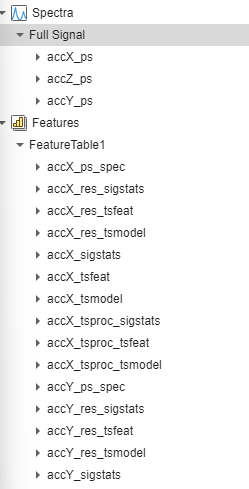 Spectra
Full Signal
accX_ps
accZ_ps
accY_ps
Features
FeatureTable1
accX_ps_spec
accX_res_sigstats
accX_res_tsfeat
accX_res_tsmodel
accX_sigstats
accX_tsfeat
accX_tsmodel
accX_tsproc_sigstats
accX_tsproc_tsfeat
accX_tsproc_tsmodel
accY_ps_spec
accY_res_sigstats
accY_res_tsfeat
accY_res_tsmodel
accY_sigstats